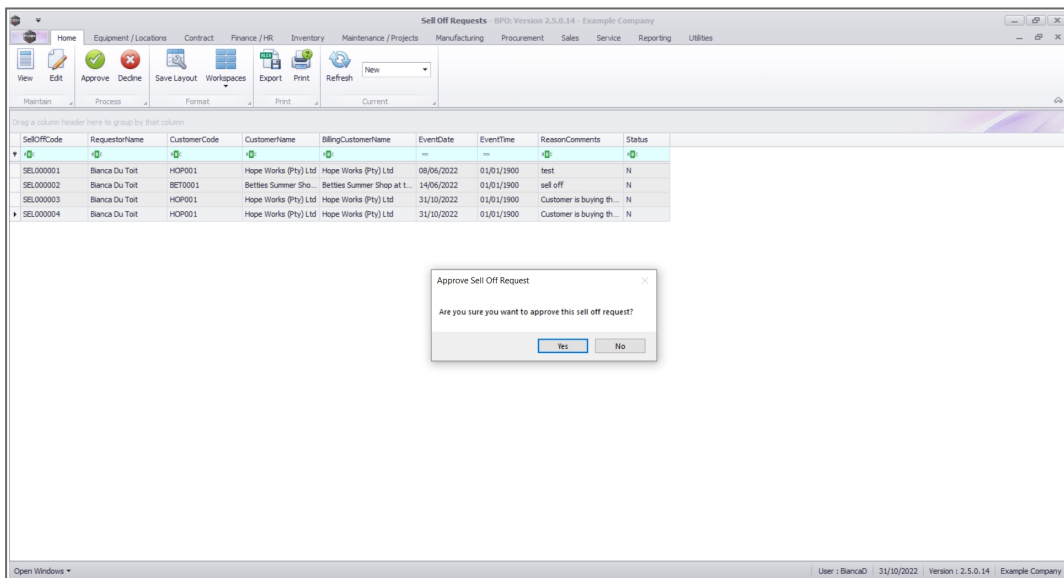 Sell Off Requests - BPO: Version 2.5.0.14 - Example Company
Home Equipment / Locations Contract Finance / HR Inventory Maintenance / Projects Manufacturing Procurement Sales Service Reporting Utilities
View Edit Approve Decline Save Layout Workspaces Export Print Refresh New
Maintain Process Format Print Current
Drag a column header here to group by that column
SellOffCode RequestorName CustomerCode CustomerName BillingCustomerName EventDate EventTime ReasonComments Status
SEL000001 Bianca Du Toit HOP001 Hope Works (Pty) Ltd Hope Works (Pty) Ltd 08/06/2022 01/01/1900 test N
SEL000002 Bianca Du Toit BET0001 Betties Summer Sho... Betties Summer Shop at t... 14/06/2022 01/01/1900 sell off N
SEL000003 Bianca Du Toit HOP001 Hope Works (Pty) Ltd Hope Works (Pty) Ltd 31/10/2022 01/01/1900 Customer is buying th... N
SEL000004 Bianca Du Toit HOP001 Hope Works (Pty) Ltd Hope Works (Pty) Ltd 31/10/2022 01/01/1900 Customer is buying th... N
Approve Sell Off Request
Are you sure you want to approve this sell off request?
Yes No
Open Windows User : BiancaD 31/10/2022 Version : 2.5.0.14 Example Company